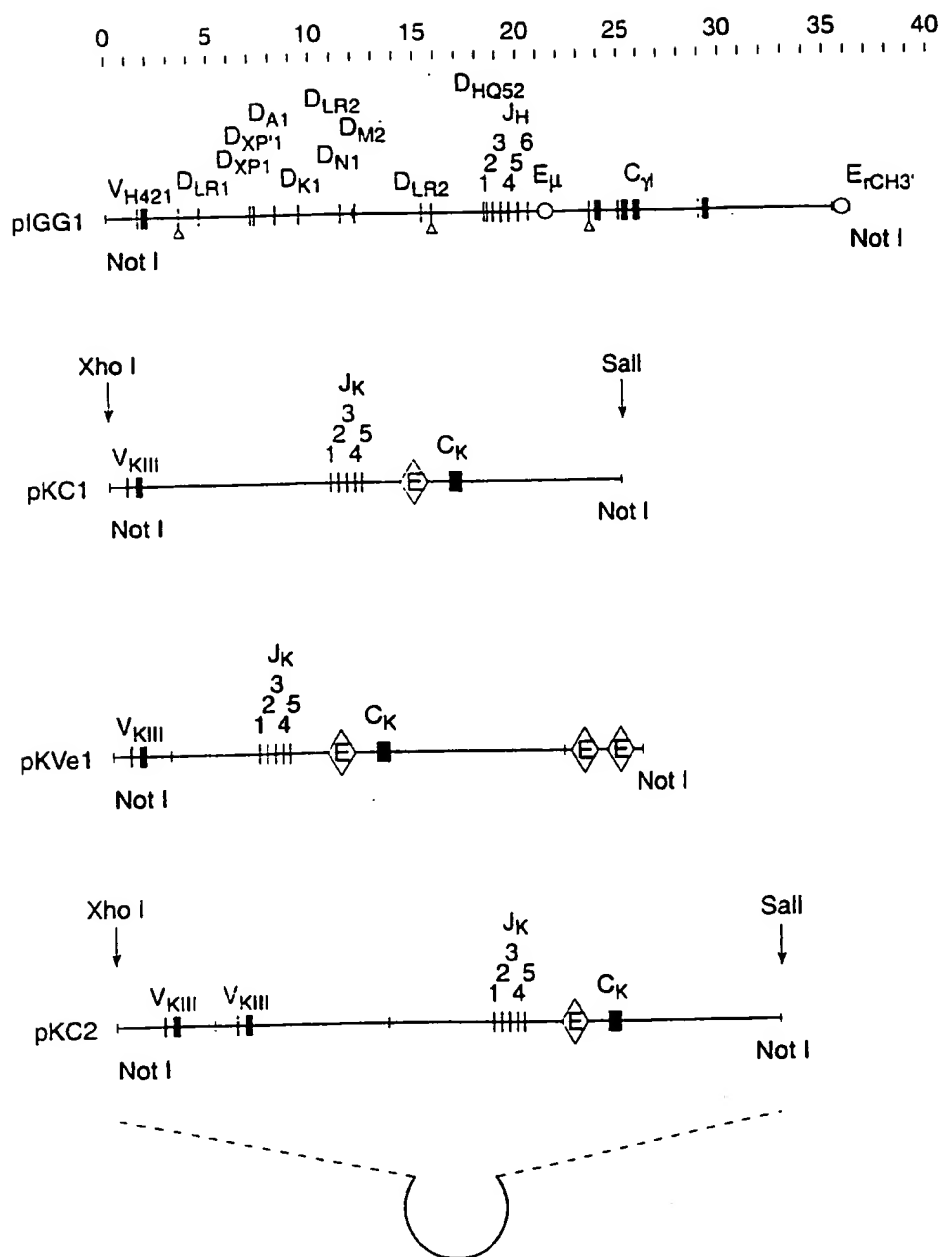 0 5 10 15 20 25 30 35 40
DHQ52
DA1 DLR2 JH
DXP'1 DM2 3 6
DXP1 DN1 2 5
VH421 DLR1 DK1 DLR2 1 4 Eμ Cγ1 ErCH3'
pIGG1
Not I Not I
Xho I SalI
JK
3
2 5
1 4
VKIII E CK
pKC1
Not I Not I
JK
3
2 5
1 4
VKIII E CK E E
pKVe1
Not I Not I
Xho I SalI
JK
3
2 5
1 4
VKIII VKIII E CK
pKC2
Not I Not I